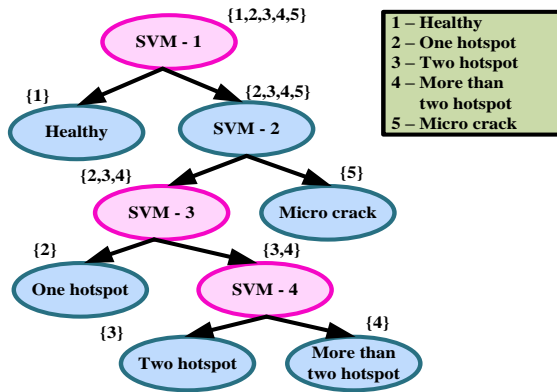 {1,2,3,4,5}
SVM - 1
1 – Healthy
2 – One hotspot
3 – Two hotspot
4 – More than
two hotspot
5 – Micro crack
{1}
{2,3,4,5}
Healthy
SVM - 2
{2,3,4}
{5}
SVM - 3
Micro crack
{2}
{3,4}
One hotspot
SVM - 4
{3}
{4}
Two hotspot
More than
two hotspot